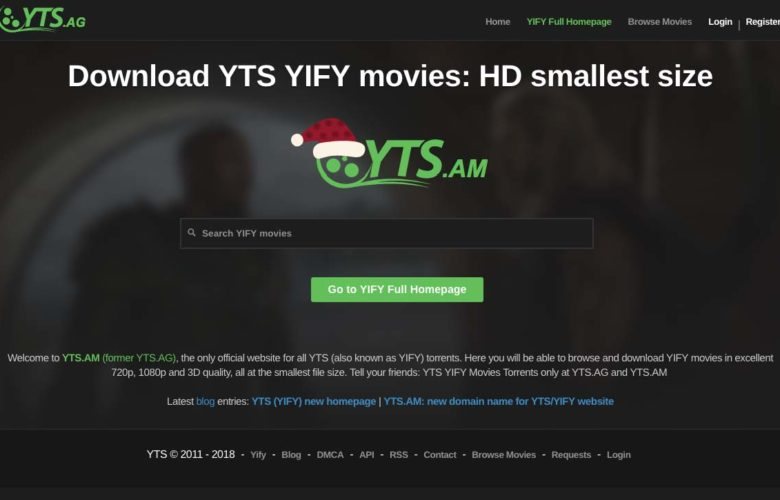 YTS.AG
Home YIFY Full Homepage Browse Movies Login | Register
Download YTS YIFY movies: HD smallest size
YTS.AM
Search YIFY movies
Go to YIFY Full Homepage
Welcome to YTS.AM (former YTS.AG), the only official website for all YTS (also known as YIFY) torrents. Here you will be able to browse and download YIFY movies in excellent
720p, 1080p and 3D quality, all at the smallest file size. Tell your friends: YTS YIFY Movies Torrents only at YTS.AG and YTS.AM
Latest blog entries: YTS (YIFY) new homepage | YTS.AM: new domain name for YTS/YIFY website
YTS © 2011 - 2018 - Yify - Blog - DMCA - API - RSS - Contact - Browse Movies - Requests - Login